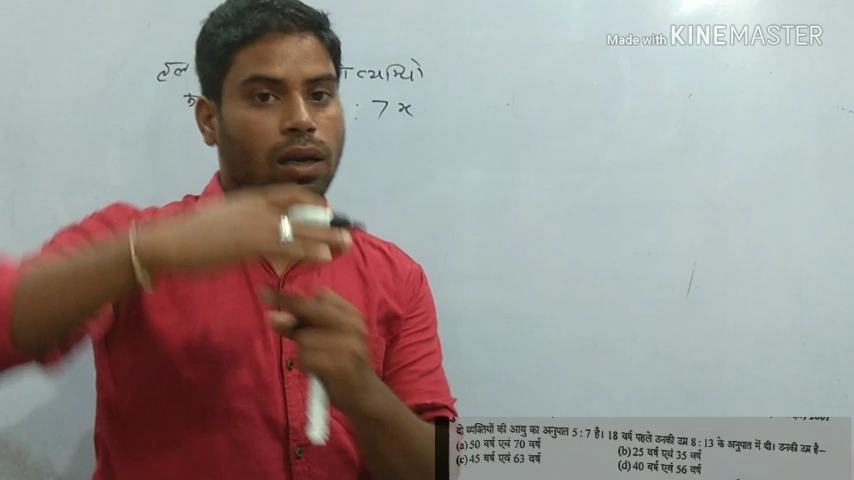 Made with KINEMASTER
: 7x
दो व्यक्तियों की आयु का अनुपात 5 : 7 है। 18 वर्ष पहले उनकी उम्र 8 : 13 के अनुपात में थी। उनकी उम्र है–
(a) 50 वर्ष एवं 70 वर्ष (b) 25 वर्ष एवं 35 वर्ष
(c) 45 वर्ष एवं 63 वर्ष (d) 40 वर्ष एवं 56 वर्ष